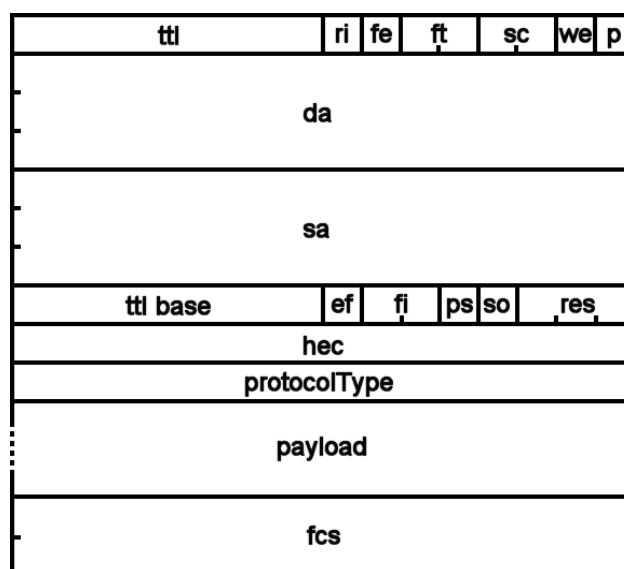 ttl ri fe ft sc we p
da
sa
ttl base ef fi ps so res
hec
protocolType
payload
fcs